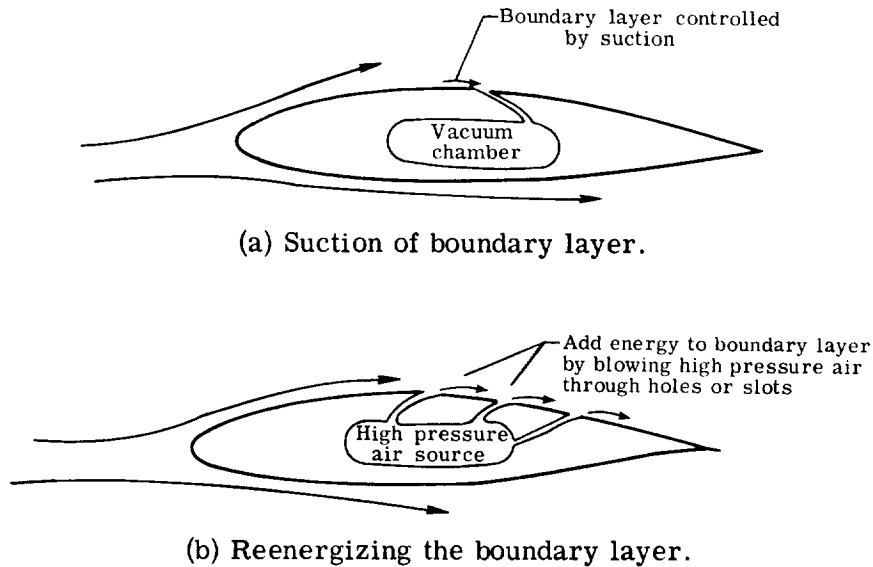 Boundary layer controlled
by suction
Vacuum
chamber
(a) Suction of boundary layer.
Add energy to boundary layer
by blowing high pressure air
through holes or slots
High pressure
air source
(b) Reenergizing the boundary layer.